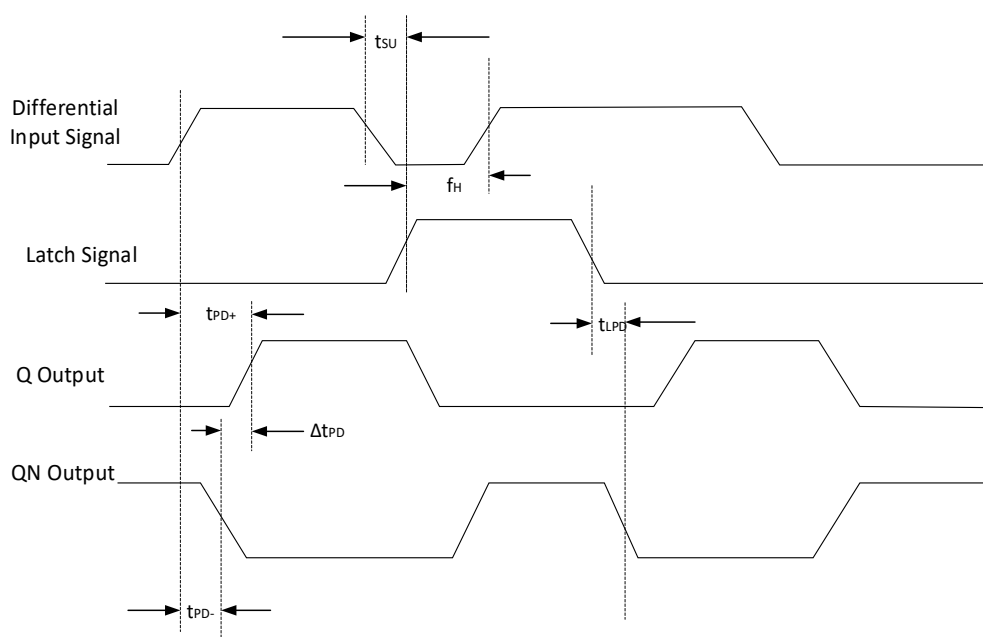 tSU
Differential
Input Signal
fH
Latch Signal
tPD+
tLPD
Q Output
ΔtPD
QN Output
tPD-